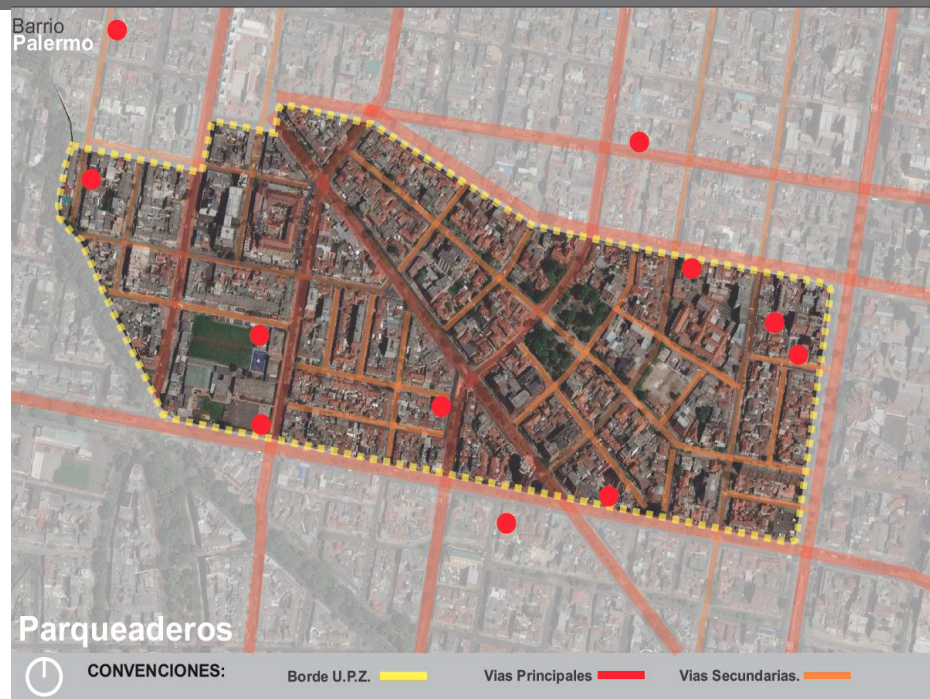 Barrio
Palermo
Parqueaderos
CONVENCIONES:
Borde U.P.Z.
Vias Principales
Vias Secundarias.